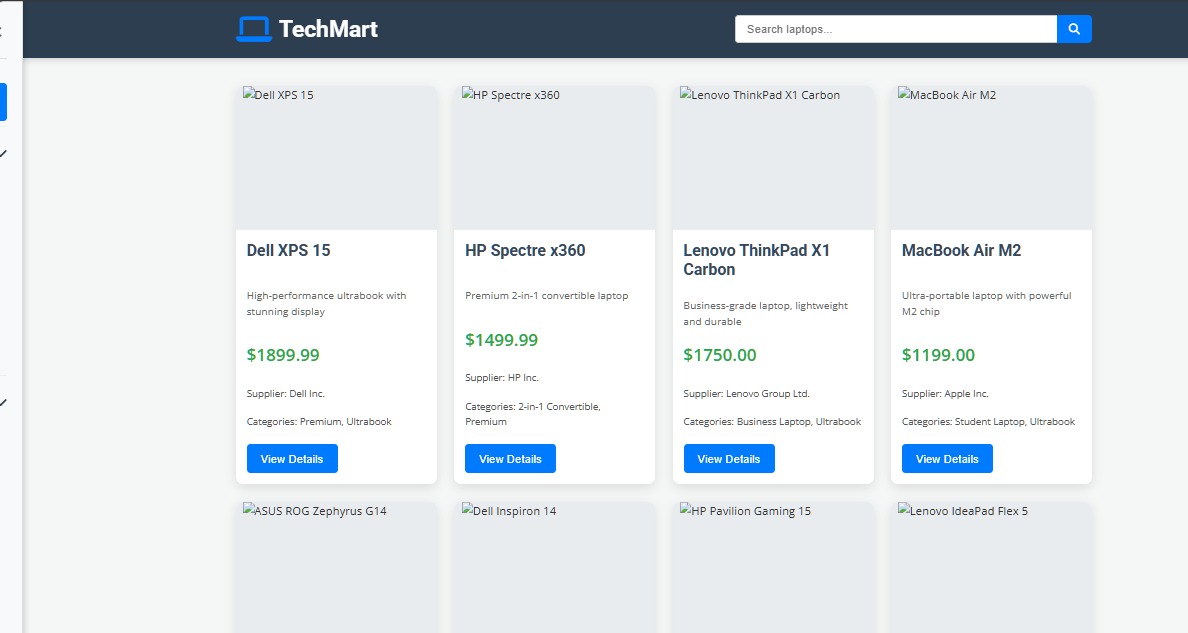 TechMart
Search laptops...
Dell XPS 15
HP Spectre x360
Lenovo ThinkPad X1 Carbon
MacBook Air M2
Dell XPS 15
High-performance ultrabook with
stunning display
$1899.99
Supplier: Dell Inc.
Categories: Premium, Ultrabook
View Details
HP Spectre x360
Premium 2-in-1 convertible laptop
$1499.99
Supplier: HP Inc.
Categories: 2-in-1 Convertible,
Premium
View Details
Lenovo ThinkPad X1
Carbon
Business-grade laptop, lightweight
and durable
$1750.00
Supplier: Lenovo Group Ltd.
Categories: Business Laptop, Ultrabook
View Details
MacBook Air M2
Ultra-portable laptop with powerful
M2 chip
$1199.00
Supplier: Apple Inc.
Categories: Student Laptop, Ultrabook
View Details
ASUS ROG Zephyrus G14
Dell Inspiron 14
HP Pavilion Gaming 15
Lenovo IdeaPad Flex 5